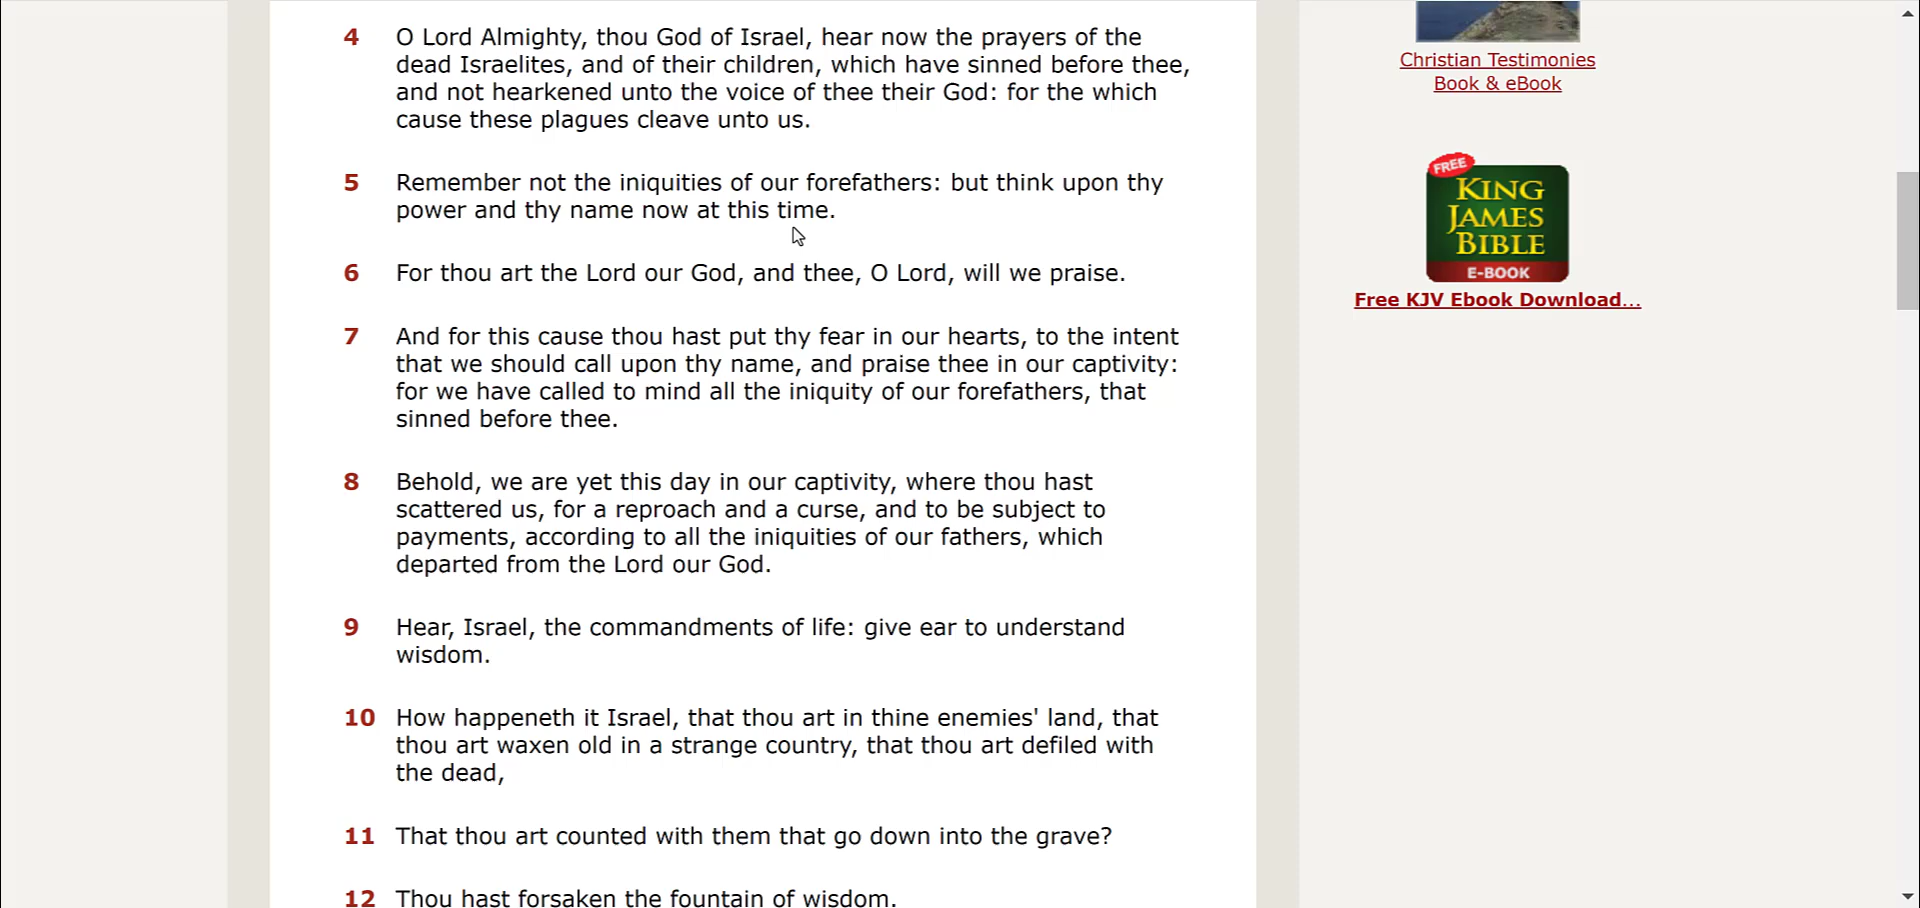 4 O Lord Almighty, thou God of Israel, hear now the prayers of the
dead Israelites, and of their children, which have sinned before thee,
and not hearkened unto the voice of thee their God: for the which
cause these plagues cleave unto us.
5 Remember not the iniquities of our forefathers: but think upon thy
power and thy name now at this time.
6 For thou art the Lord our God, and thee, O Lord, will we praise.
7 And for this cause thou hast put thy fear in our hearts, to the intent
that we should call upon thy name, and praise thee in our captivity:
for we have called to mind all the iniquity of our forefathers, that
sinned before thee.
8 Behold, we are yet this day in our captivity, where thou hast
scattered us, for a reproach and a curse, and to be subject to
payments, according to all the iniquities of our fathers, which
departed from the Lord our God.
9 Hear, Israel, the commandments of life: give ear to understand
wisdom.
10 How happeneth it Israel, that thou art in thine enemies' land, that
thou art waxen old in a strange country, that thou art defiled with
the dead,
11 That thou art counted with them that go down into the grave?
12 Thou hast forsaken the fountain of wisdom.
Christian Testimonies
Book & eBook
FREE
KING
JAMES
BIBLE
E-BOOK
Free KJV Ebook Download...